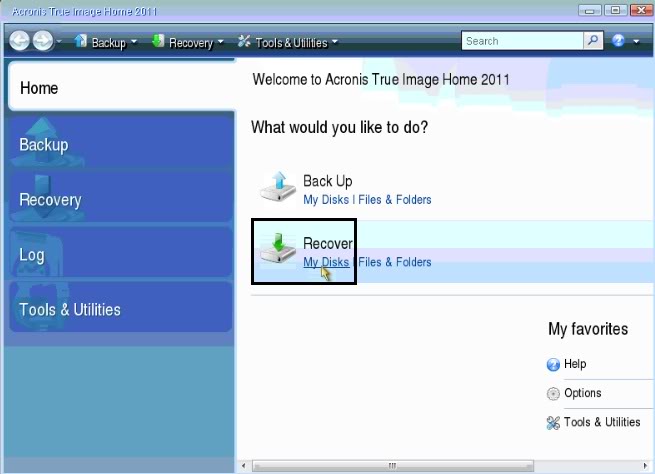 Acronis True Image Home 2011
Backup Recovery Tools & Utilities Search
Home
Backup
Recovery
Log
Tools & Utilities
Welcome to Acronis True Image Home 2011
What would you like to do?
Back Up
My Disks | Files & Folders
Recover
My Disks | Files & Folders
My favorites
Help
Options
Tools & Utilities